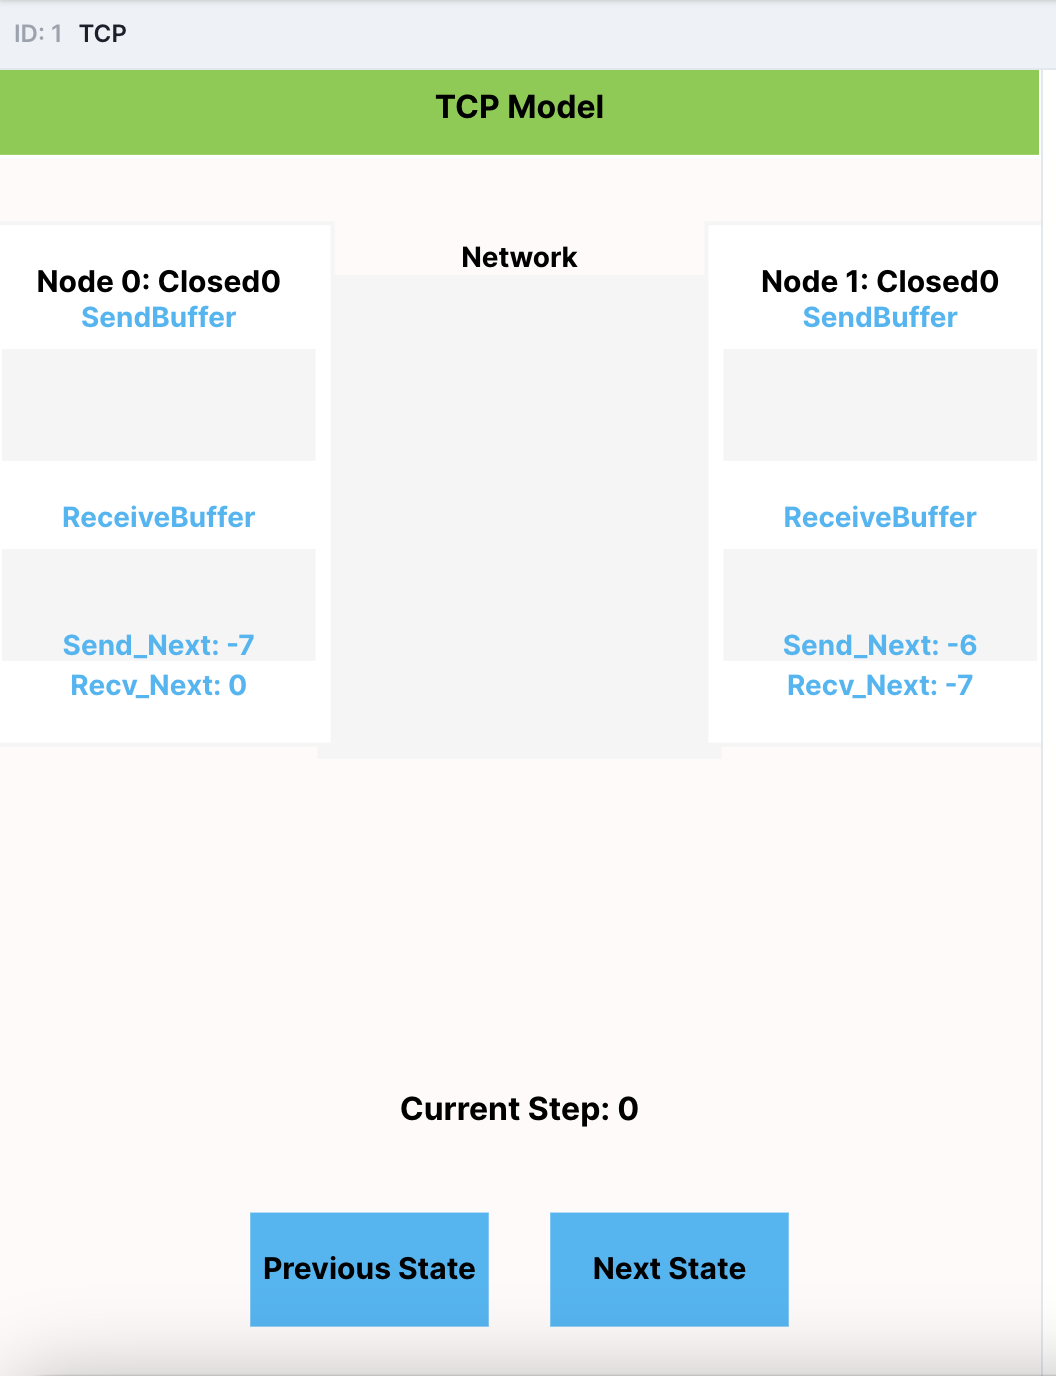 ID: 1 TCP
TCP Model
Network
Node 0: Closed0
SendBuffer
ReceiveBuffer
Send_Next: -7
Recv_Next: 0
Node 1: Closed0
SendBuffer
ReceiveBuffer
Send_Next: -6
Recv_Next: -7
Current Step: 0
Previous State
Next State